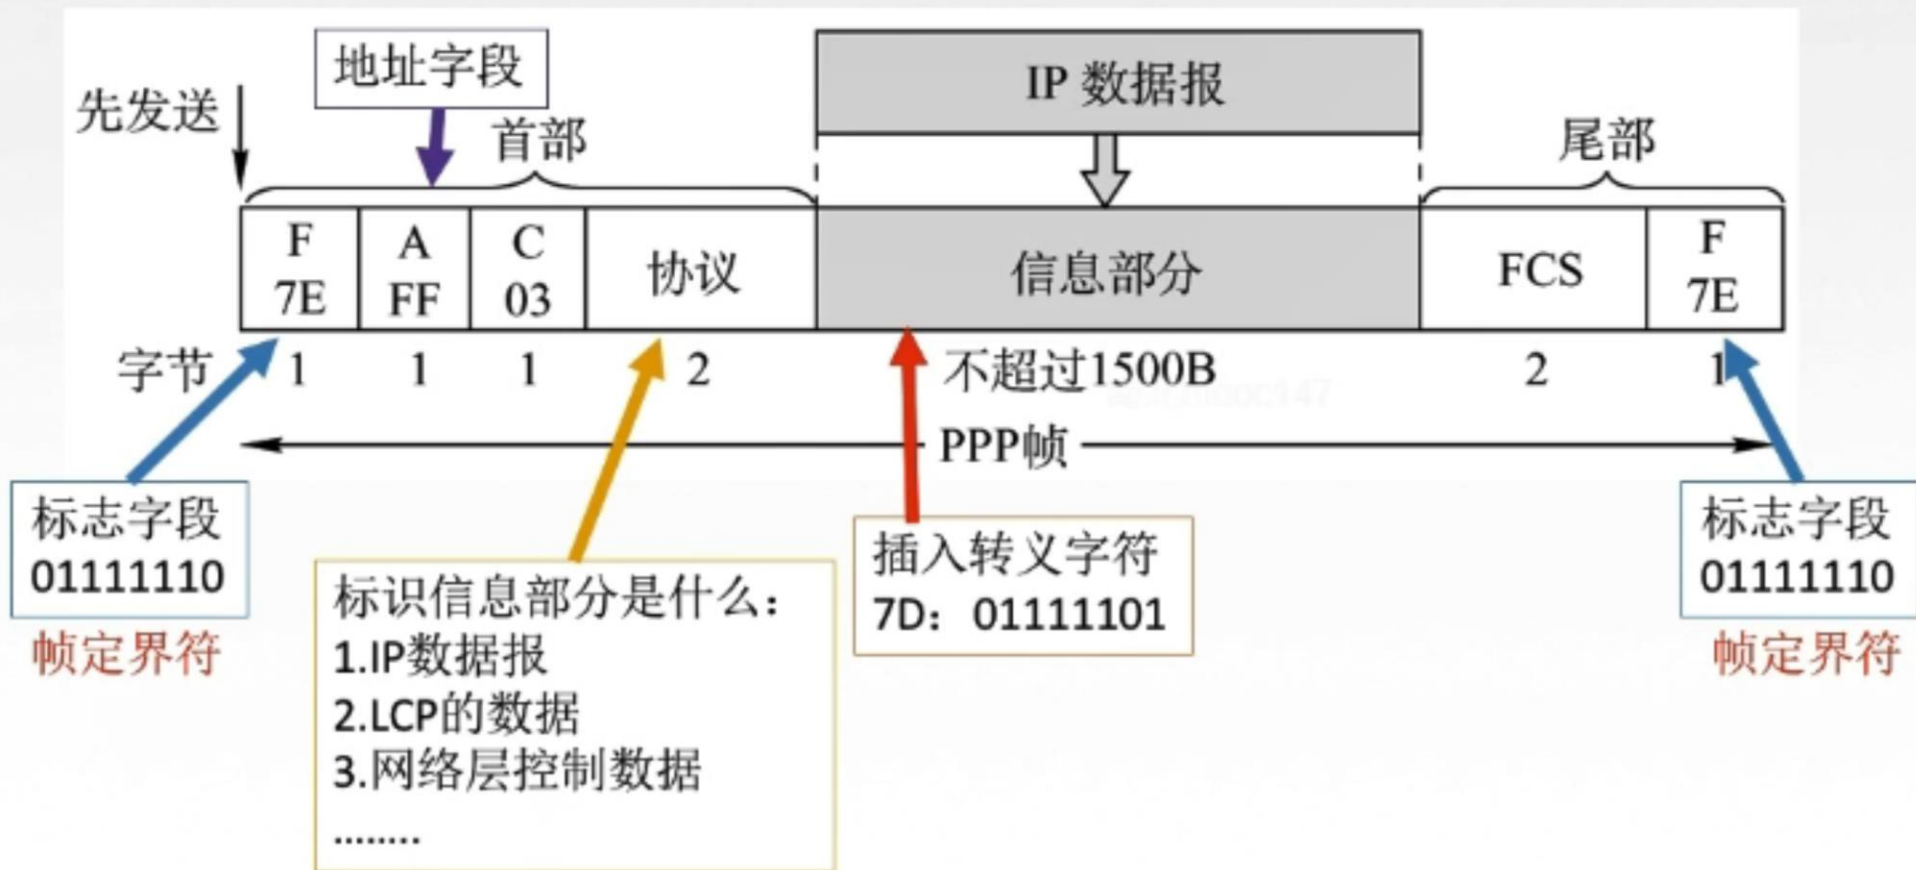 地址字段
IP 数据报
先发送
首部
尾部
F 7E
A FF
C 03
协议
信息部分
FCS
F 7E
字节 1 1 1 2 不超过1500B 2 1
PPP帧
标志字段
01111110
帧定界符
标识信息部分是什么：
1.IP数据报
2.LCP的数据
3.网络层控制数据
........
插入转义字符
7D：01111101
标志字段
01111110
帧定界符